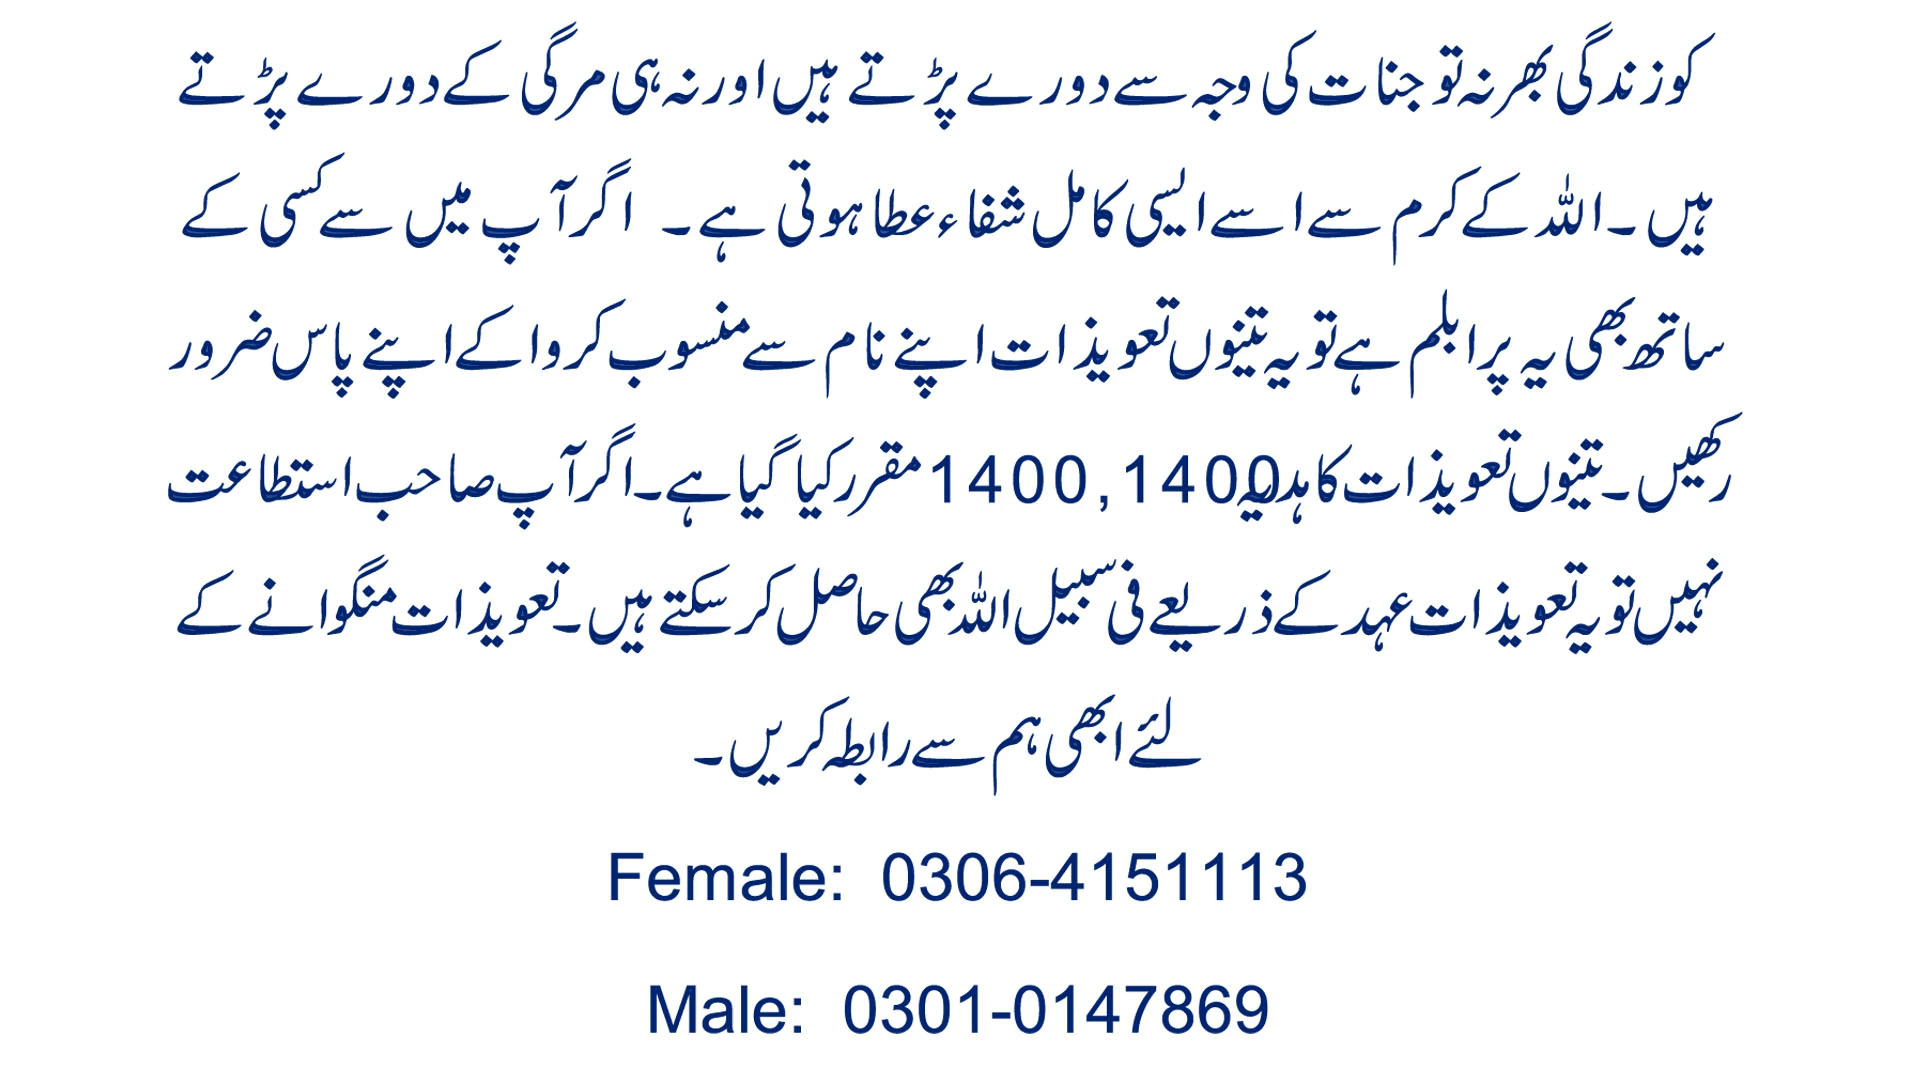 کو زندگی بھر نہ تو جنات کی وجہ سے دورے پڑتے ہیں اور نہ ہی مرگی کے دورے پڑتے
ہیں۔ اللہ کے کرم سے اسے ایسی کامل شفاء عطا ہوتی ہے۔ اگر آپ میں سے کسی کے
ساتھ بھی یہ پرابلم ہے تو یہ تینوں تعویذات اپنے نام سے منسوب کروا کے اپنے پاس ضرور
رکھیں۔ تینوں تعویذات کا ہدیہ 1400,1400 مقرر کیا گیا ہے۔ اگر آپ صاحب استطاعت
نہیں تو یہ تعویذات عہد کے ذریعے فی سبیل اللہ بھی حاصل کر سکتے ہیں۔ تعویذات منگوانے کے
لئے ابھی ہم سے رابطہ کریں۔
Female: 0306-4151113
Male: 0301-0147869